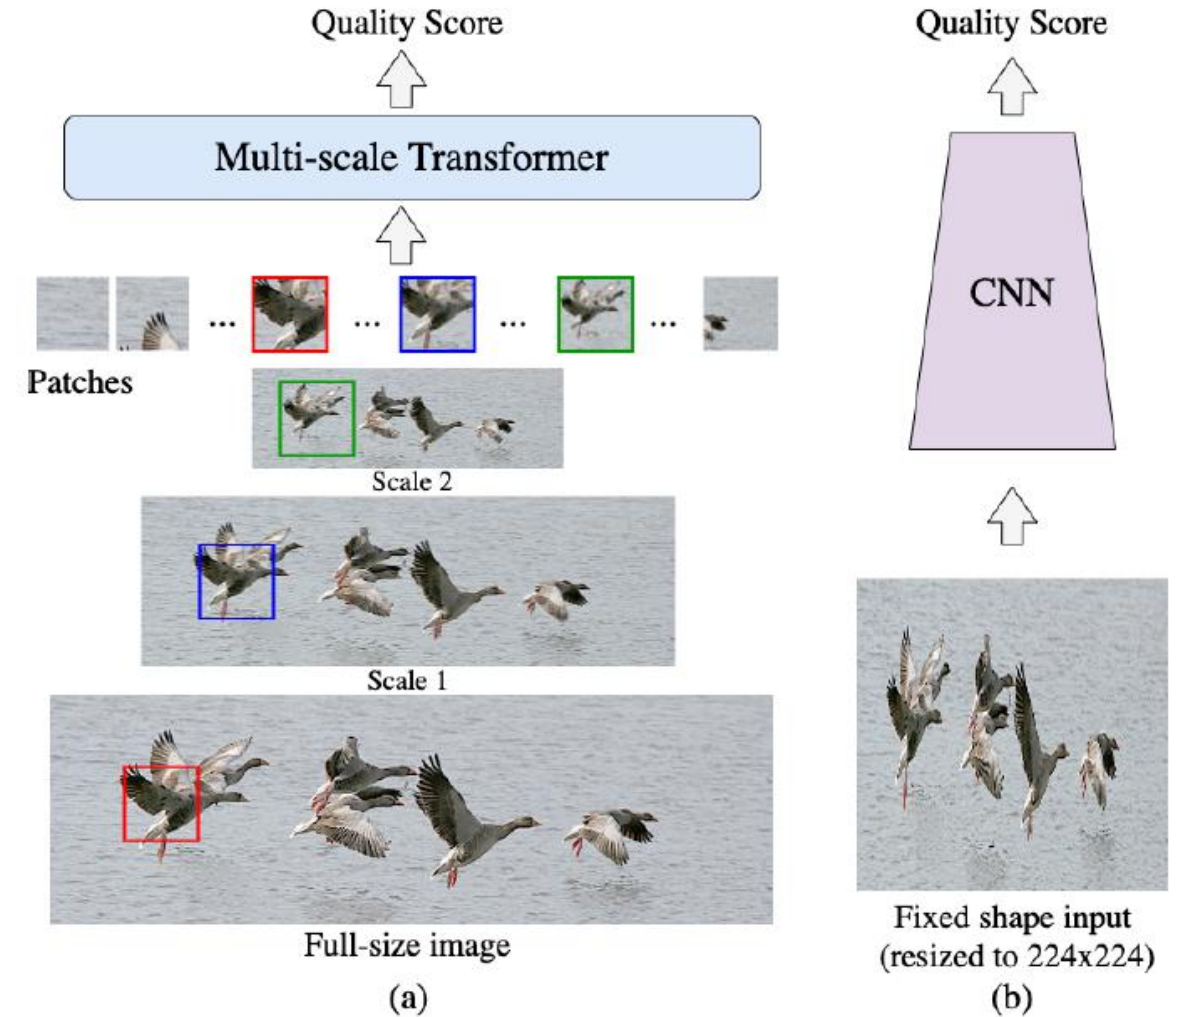 Quality Score
Multi-scale Transformer
...
...
...
...
Patches
Scale 2
Scale 1
Full-size image
(a)
Quality Score
CNN
Fixed shape input
(resized to 224x224)
(b)